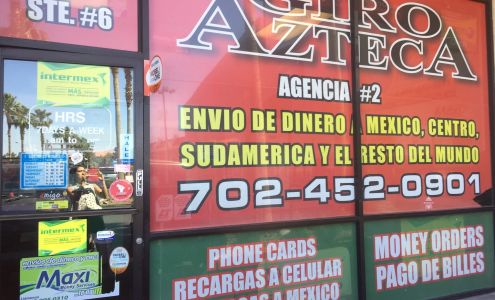 STE. #6
intermex
HRS
7 DAYS A WEEK
GIRO
AZTECA
AGENCIA #2
ENVIO DE DINERO A MEXICO, CENTRO,
SUDAMERICA Y EL RESTO DEL MUNDO
702-452-0901
intermex
Maxi
PHONE CARDS
RECARGAS A CELULAR
A MEXICO
MONEY ORDERS
PAGO DE BILLES